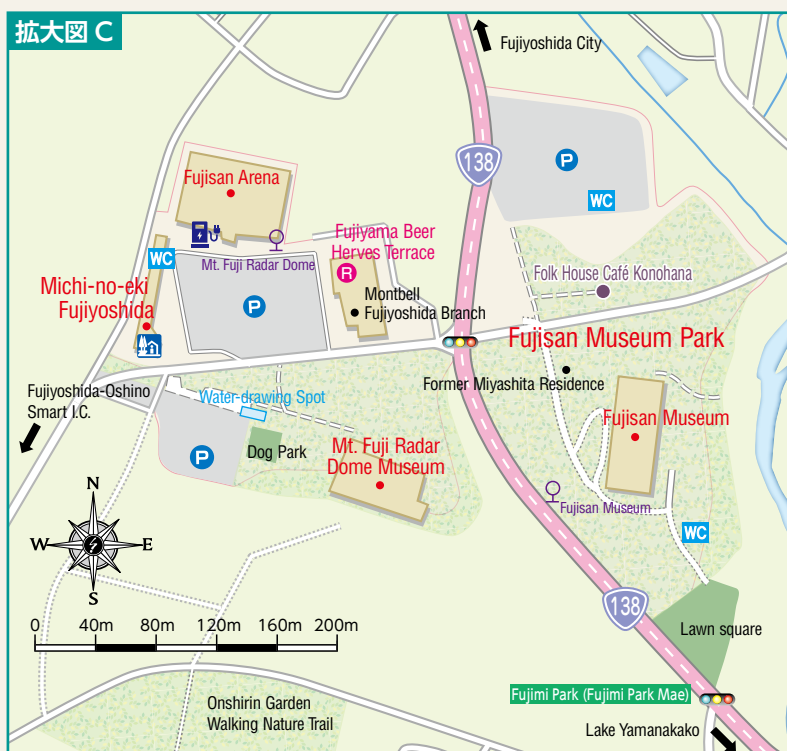 拡大図 C
Fujiyoshida City
138
P
WC
Fujisan Arena
Mt. Fuji Radar Dome
WC
P
Fujiyama Beer
Herves Terrace
R
Montbell
Fujiyoshida Branch
Michi-no-eki
Fujiyoshida
Folk House Café Konohana
Fujisan Museum Park
Former Miyashita Residence
Fujisan Museum
Fujiyoshida-Oshino
Smart I.C.
Water-drawing Spot
P
Dog Park
Mt. Fuji Radar
Dome Museum
Fujisan Museum
WC
N
W
E
S
0 40m 80m 120m 160m 200m
138
Lawn square
Onshirin Garden
Walking Nature Trail
Fujimi Park (Fujimi Park Mae)
Lake Yamanakako